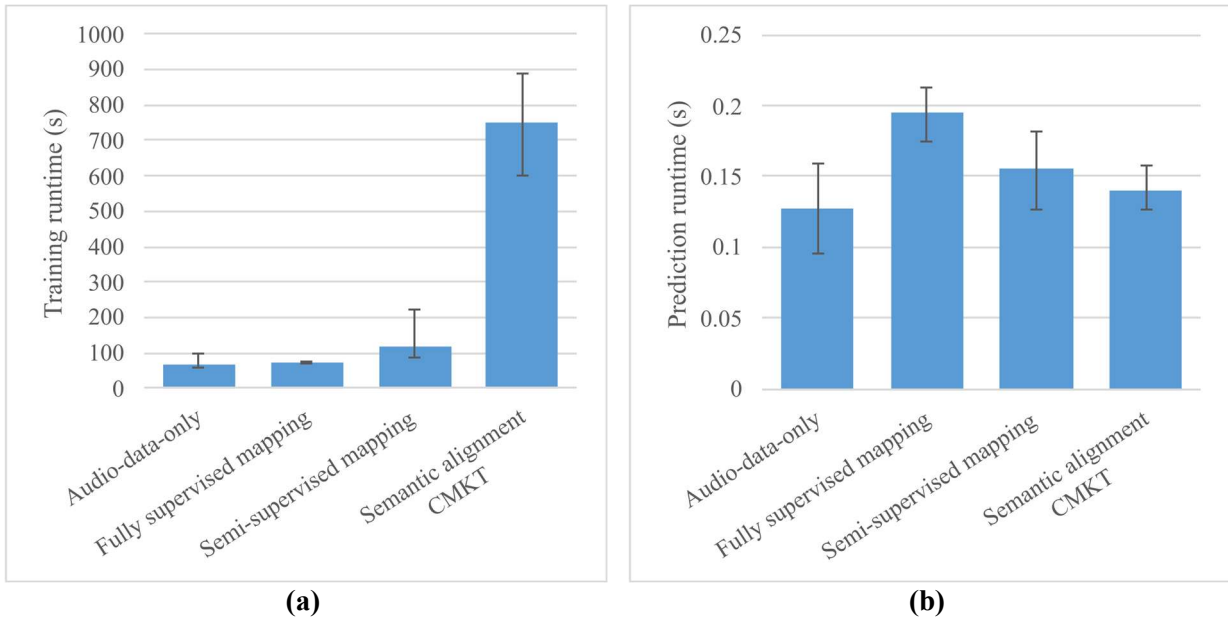 Training runtime (s)
1000
900
800
700
600
500
400
300
200
100
0
Audio-data-only
Fully supervised mapping
Semi-supervised mapping
Semantic alignment
CMKT
(a)
Prediction runtime (s)
0.25
0.2
0.15
0.1
0.05
0
Audio-data-only
Fully supervised mapping
Semi-supervised mapping
Semantic alignment
CMKT
(b)